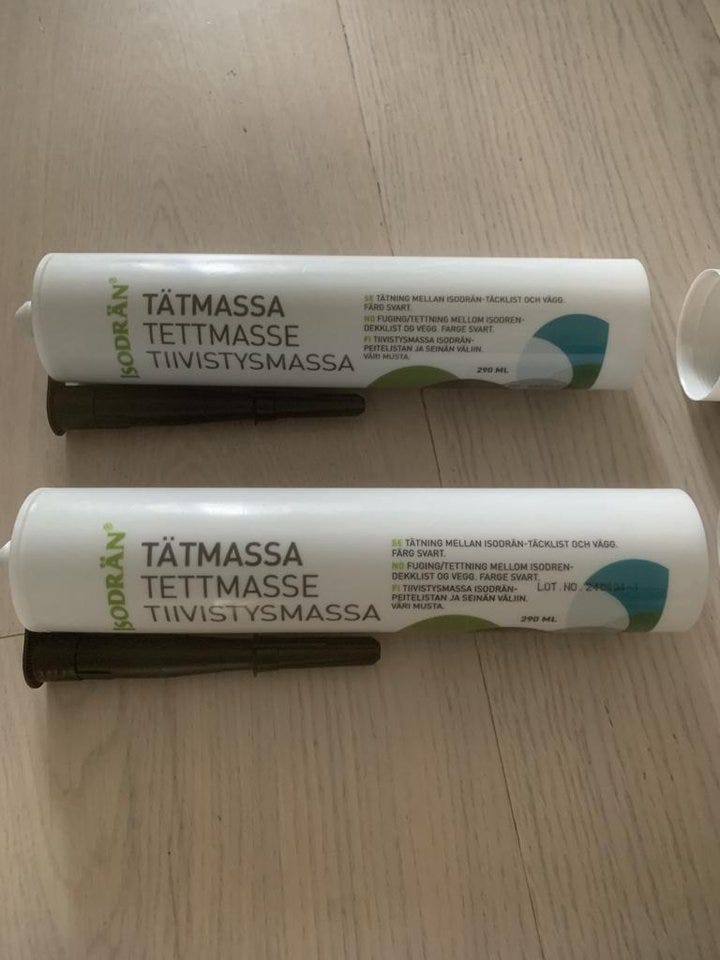 ISODRÄN®
TÄTMASSA
TETTMASSE
TIIVISTYSMASSA
SE TÄTNING MELLAN ISODRÄN-TÄCKLIST OCH VÄGG.
FÄRG SVART.
NO FUGING/TETTNING MELLOM ISODREN-
DEKKLIST OG VEGG. FARGE SVART.
FI TIIVISTYSMASSA ISODRÄN-
PEITELISTAN JA SEINÄN VÄLIIN.
VÄRI MUSTA.
290 ML
ISODRÄN®
TÄTMASSA
TETTMASSE
TIIVISTYSMASSA
SE TÄTNING MELLAN ISODRÄN-TÄCKLIST OCH VÄGG.
FÄRG SVART.
NO FUGING/TETTNING MELLOM ISODREN-
DEKKLIST OG VEGG. FARGE SVART.
FI TIIVISTYSMASSA ISODRÄN-
PEITELISTAN JA SEINÄN VÄLIIN.
VÄRI MUSTA.
LOT.NO.
290 ML